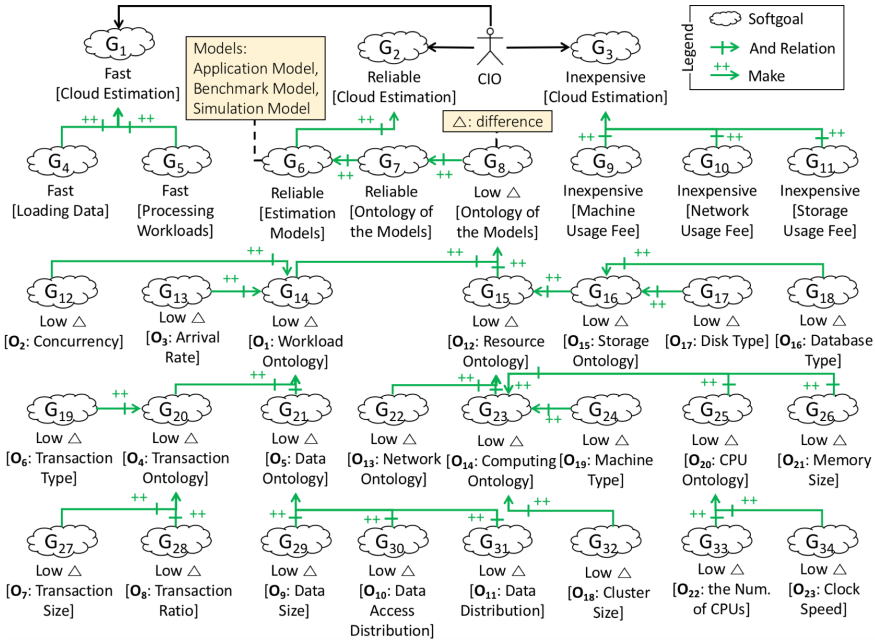 Legend
Softgoal
And Relation
++
Make
G1
Fast
[Cloud Estimation]
Models:
Application Model,
Benchmark Model,
Simulation Model
G2
Reliable
[Cloud Estimation]
CIO
G3
Inexpensive
[Cloud Estimation]
△: difference
++ ++ ++ ++ ++ ++
G4
Fast
[Loading Data]
G5
Fast
[Processing
Workloads]
G6
Reliable
[Estimation
Models]
++
G7
Reliable
[Ontology of
the Models]
++
G8
Low △
[Ontology of
the Models]
G9
Inexpensive
[Machine
Usage Fee]
G10
Inexpensive
[Network
Usage Fee]
G11
Inexpensive
[Storage
Usage Fee]
++ ++ ++ ++
G12
Low △
[O2: Concurrency]
G13
Low △
[O3: Arrival
Rate]
++
G14
Low △
[O1: Workload
Ontology]
G15
Low △
[O12: Resource
Ontology]
++
G16
Low △
[O15: Storage
Ontology]
++
G17
Low △
[O17: Disk Type]
G18
Low △
[O16: Database
Type]
++ ++ ++ ++ ++ ++
G19
Low △
[O6: Transaction
Type]
++
G20
Low △
[O4: Transaction
Ontology]
G21
Low △
[O5: Data
Ontology]
G22
Low △
[O13: Network
Ontology]
G23
Low △
[O14: Computing
Ontology]
++
G24
Low △
[O19: Machine
Type]
G25
Low △
[O20: CPU
Ontology]
G26
Low △
[O21: Memory
Size]
++ ++ ++ ++ ++ ++ ++ ++
G27
Low △
[O7: Transaction
Size]
G28
Low △
[O8: Transaction
Ratio]
G29
Low △
[O9: Data
Size]
G30
Low △
[O10: Data
Access
Distribution]
G31
Low △
[O11: Data
Distribution]
G32
Low △
[O18: Cluster
Size]
G33
Low △
[O22: the Num.
of CPUs]
G34
Low △
[O23: Clock
Speed]